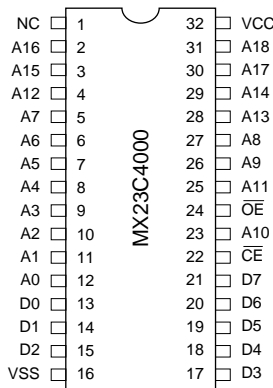 NC 1 32 VCC
A16 2 31 A18
A15 3 30 A17
A12 4 29 A14
A7 5 28 A13
A6 6 27 A8
A5 7 26 A9
A4 8 25 A11
A3 9 24 OE
A2 10 23 A10
A1 11 22 CE
A0 12 21 D7
D0 13 20 D6
D1 14 19 D5
D2 15 18 D4
VSS 16 17 D3
MX23C4000